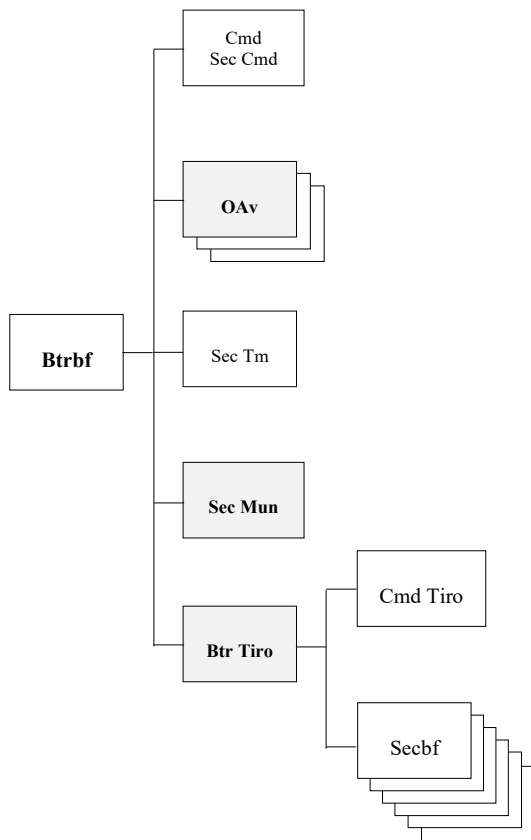 Cmd
Sec Cmd
OAv
Btrbf
Sec Tm
Sec Mun
Cmd Tiro
Btr Tiro
Secbf